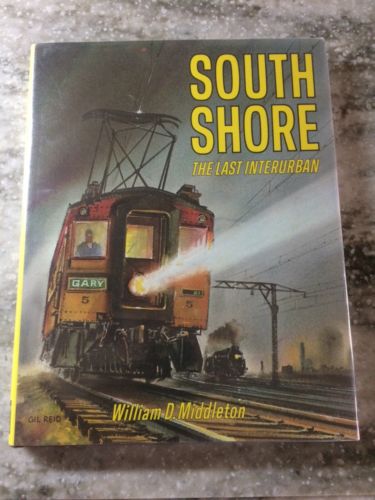 SOUTH
SHORE
THE LAST INTERURBAN
GARY
5
5
GIL REID
William D. Middleton